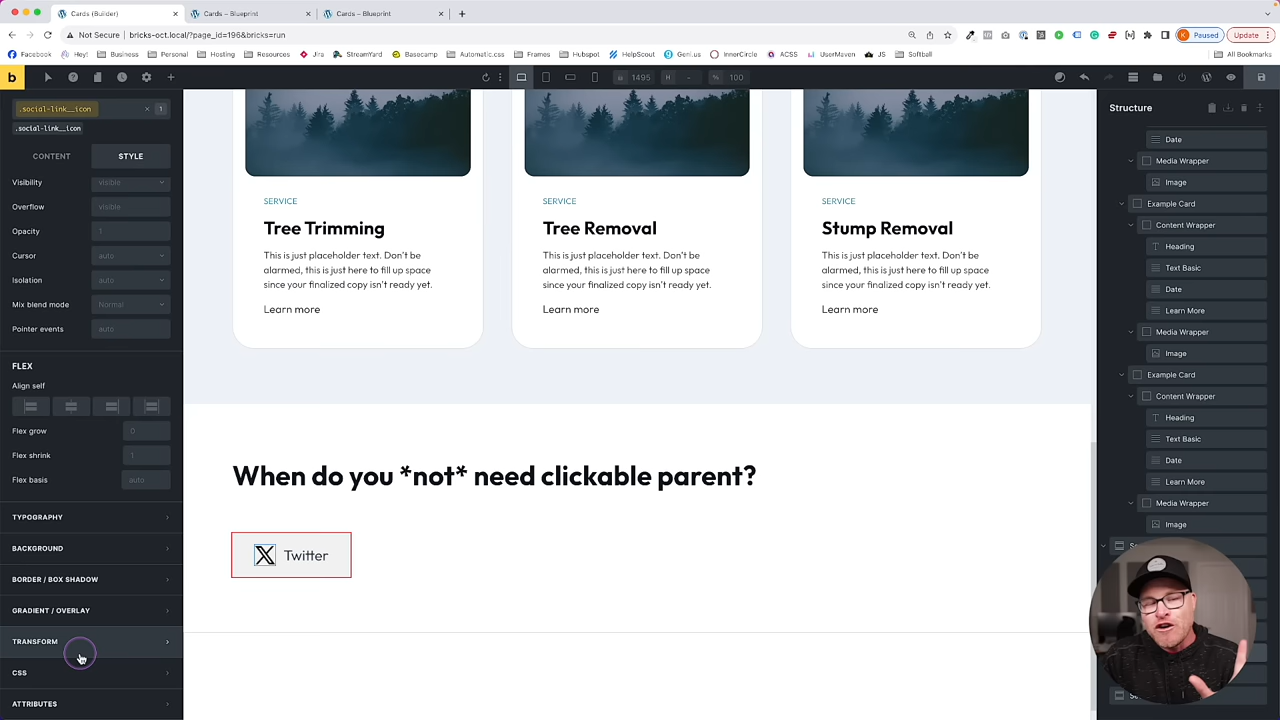 Cards (Builder)
Cards – Blueprint
Cards – Blueprint
Not Secure
bricks-oct.local/?page_id=196&bricks=run
Paused
Update
Facebook
Hey!
Business
Personal
Hosting
Resources
Jira
StreamYard
Basecamp
Automatic.css
Frames
Hubspot
HelpScout
Geni.us
InnerCircle
ACSS
UserMaven
JS
Softball
All Bookmarks
b
1495
H
-
%
100
.social-link__icon
1
.social-link__icon
CONTENT
STYLE
Visibility
visible
Overflow
visible
Opacity
1
Cursor
auto
Isolation
auto
Mix blend mode
Normal
Pointer events
auto
FLEX
Align self
Flex grow
0
Flex shrink
1
Flex basis
auto
TYPOGRAPHY
BACKGROUND
BORDER / BOX SHADOW
GRADIENT / OVERLAY
TRANSFORM
CSS
ATTRIBUTES
SERVICE
Tree Trimming
This is just placeholder text. Don't be
alarmed, this is just here to fill up space
since your finalized copy isn't ready yet.
Learn more
SERVICE
Tree Removal
This is just placeholder text. Don't be
alarmed, this is just here to fill up space
since your finalized copy isn't ready yet.
Learn more
SERVICE
Stump Removal
This is just placeholder text. Don't be
alarmed, this is just here to fill up space
since your finalized copy isn't ready yet.
Learn more
When do you *not* need clickable parent?
Twitter
Structure
Date
Media Wrapper
Image
Example Card
Content Wrapper
Heading
Text Basic
Date
Learn More
Media Wrapper
Image
Example Card
Content Wrapper
Heading
Text Basic
Date
Learn More
Media Wrapper
Image